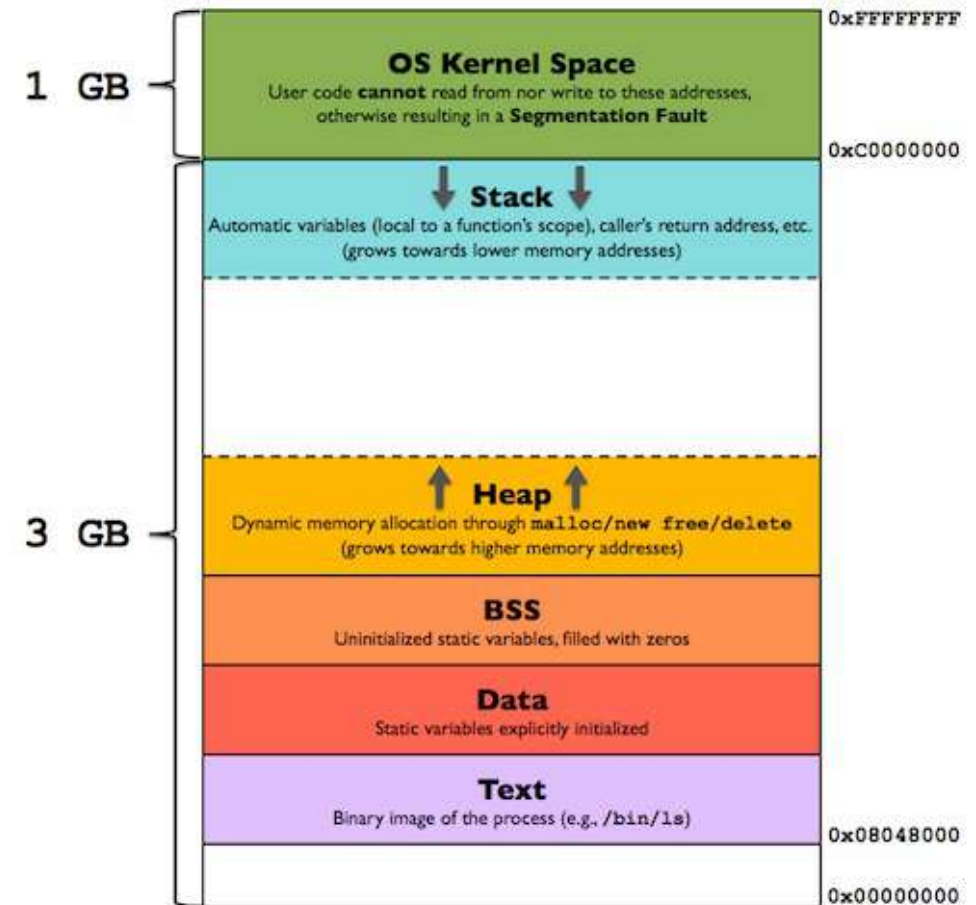 0xFFFFFFFF
1 GB
OS Kernel Space
User code cannot read from nor write to these addresses,
otherwise resulting in a Segmentation Fault
0xC0000000
Stack
Automatic variables (local to a function's scope), caller's return address, etc.
(grows towards lower memory addresses)
3 GB
Heap
Dynamic memory allocation through malloc/new free/delete
(grows towards higher memory addresses)
BSS
Uninitialized static variables, filled with zeros
Data
Static variables explicitly initialized
Text
Binary image of the process (e.g., /bin/ls)
0x08048000
0x00000000